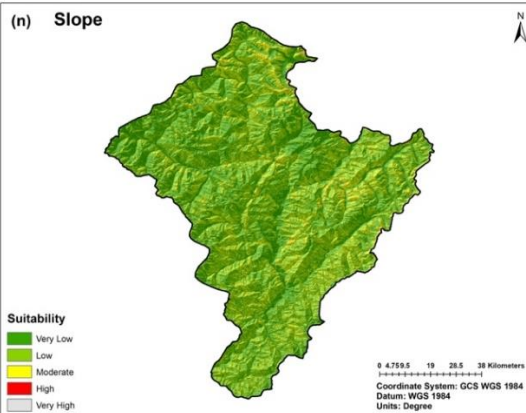 (n) Slope
N
Suitability
Very Low
Low
Moderate
High
Very High
0 4.759.5 19 28.5 38 Kilometers
Coordinate System: GCS WGS 1984
Datum: WGS 1984
Units: Degree